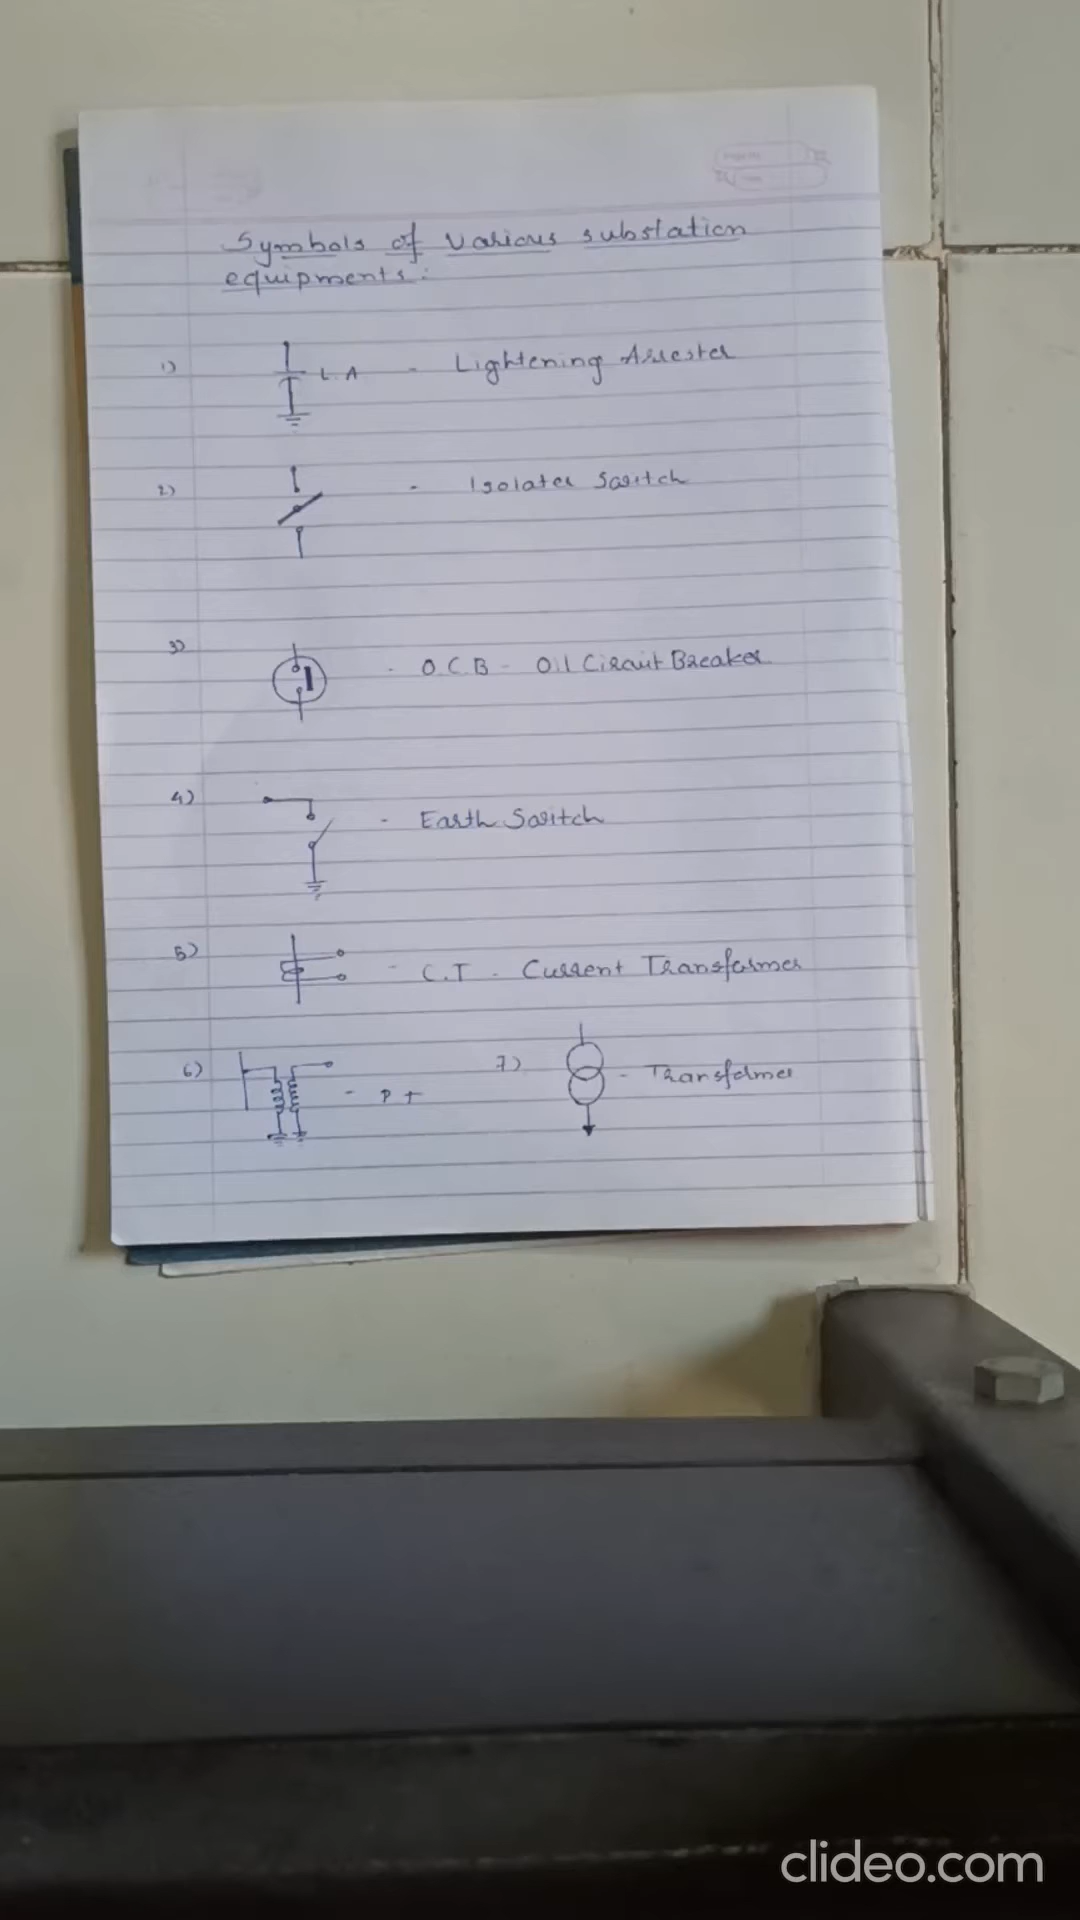 Symbols of various substation
equipments:
1) L.A - Lightening Arrester
2) - Isolator Switch
3) - O.C.B - Oil Circuit Breaker
4) - Earth Switch
5) - C.T - Current Transformer
6) - P T 7) - Transformer
clideo.com